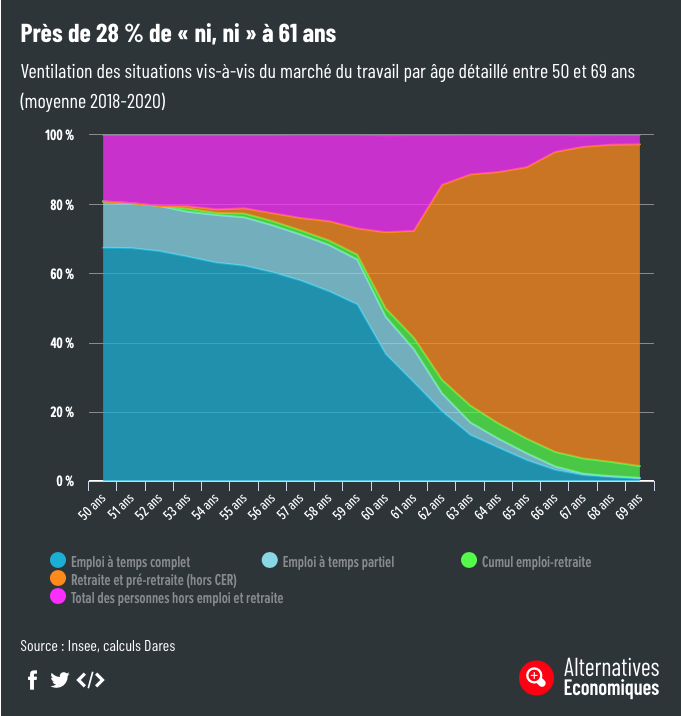 Près de 28 % de « ni, ni » à 61 ans
Ventilation des situations vis-à-vis du marché du travail par âge détaillé entre 50 et 69 ans
(moyenne 2018-2020)
100 %
80 %
60 %
40 %
20 %
0 %
50 ans
51 ans
52 ans
53 ans
54 ans
55 ans
56 ans
57 ans
58 ans
59 ans
60 ans
61 ans
62 ans
63 ans
64 ans
65 ans
66 ans
67 ans
68 ans
69 ans
Emploi à temps complet
Emploi à temps partiel
Cumul emploi-retraite
Retraite et pré-retraite (hors CER)
Total des personnes hors emploi et retraite
Source : Insee, calculs Dares
Alternatives
Economiques